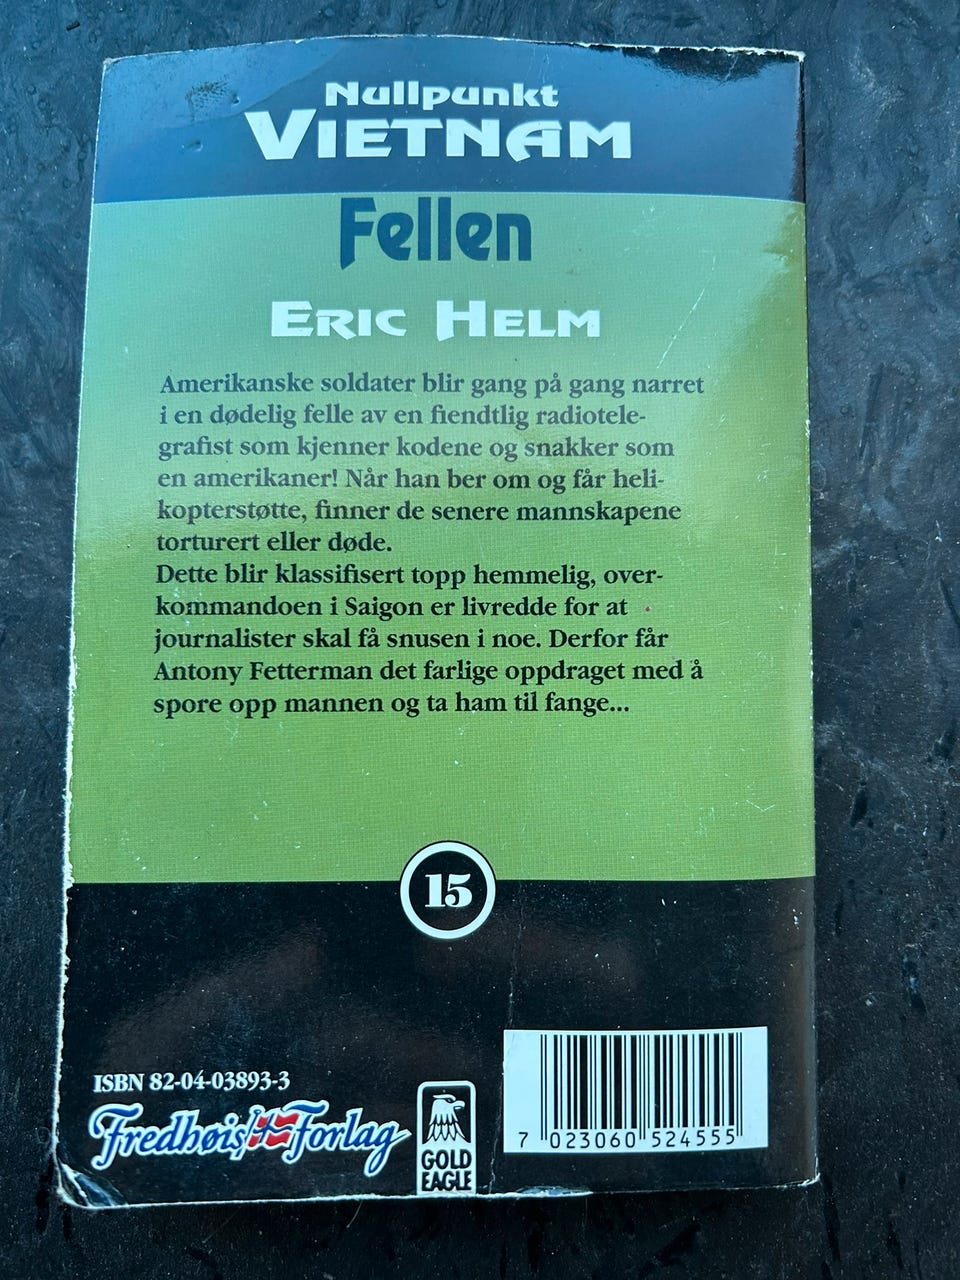 Nullpunkt
VIETNAM
Fellen
ERIC HELM
Amerikanske soldater blir gang på gang narret
i en dødelig felle av en fiendtlig radiotele-
grafist som kjenner kodene og snakker som
en amerikaner! Når han ber om og får heli-
kopterstøtte, finner de senere mannskapene
torturert eller døde.
Dette blir klassifisert topp hemmelig, over-
kommandoen i Saigon er livredde for at
journalister skal få snusen i noe. Derfor får
Antony Fetterman det farlige oppdraget med å
spore opp mannen og ta ham til fange...
15
ISBN 82-04-03893-3
Fredhøis Forlag
GOLD
EAGLE
7 023060 524555